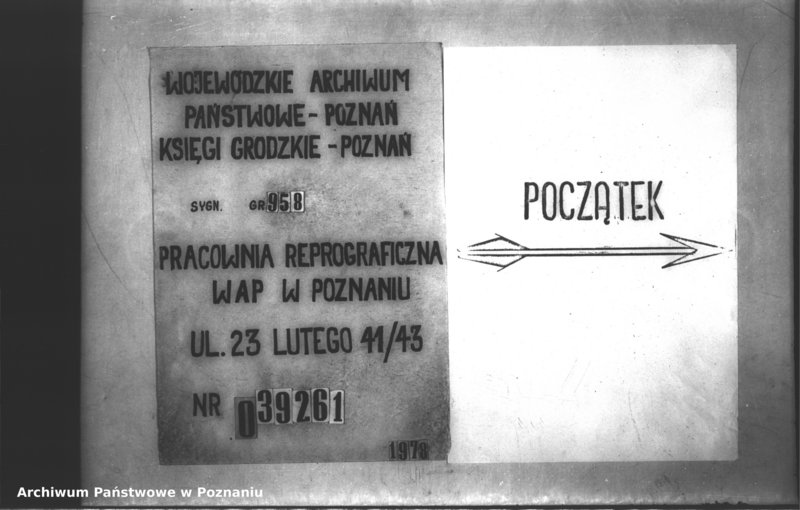 WOJEWÓDZKIE ARCHIWUM
PAŃSTWOWE - POZNAŃ
KSIĘGI GRODZKIE - POZNAŃ
SYGN. GR 958
PRACOWNIA REPROGRAFICZNA
WAP W POZNANIU
UL. 23 LUTEGO 41/43
NR 039261
1978
POCZĄTEK
Archiwum Państwowe w Poznaniu